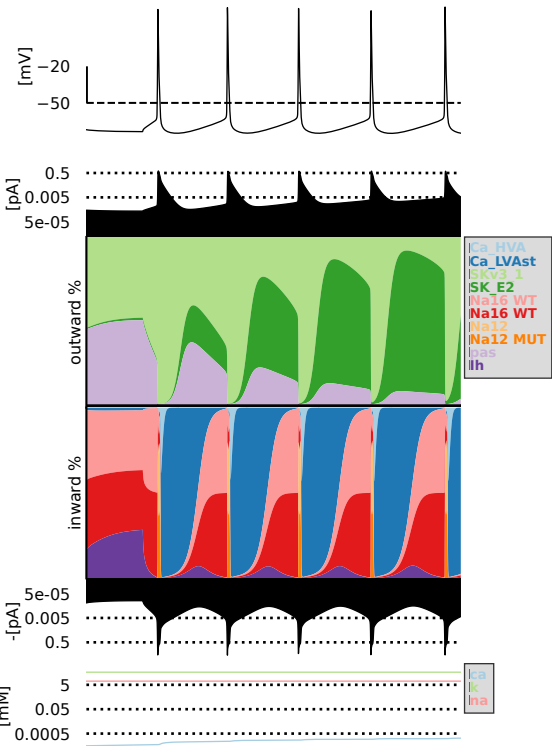 [mV]
−20
−50
[pA]
0.5
0.005
5e-05
outward %
Ca_HVA
Ca_LVAst
SKv3_1
SK_E2
Na16 WT
Na16 WT
Na12
Na12 MUT
pas
Ih
inward %
-[pA]
5e-05
0.005
0.5
[mM]
5
0.05
0.0005
ca
k
na